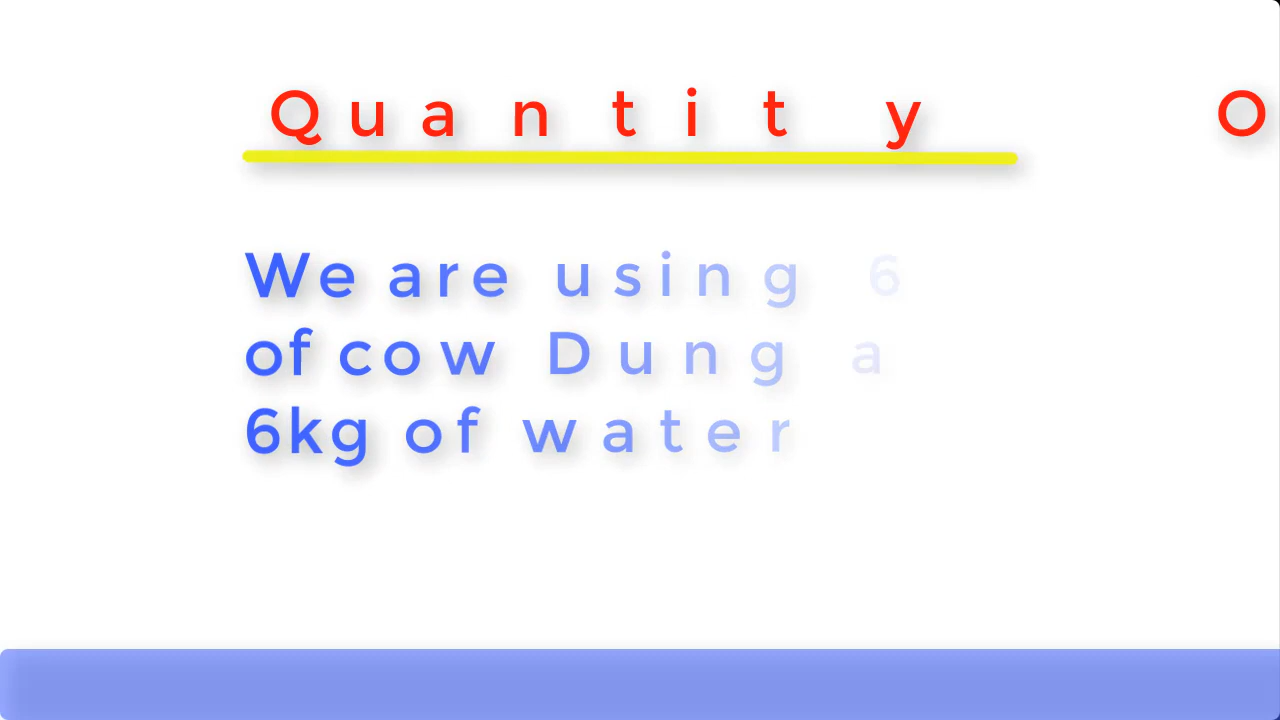 Quantity O
We are using 6
of cow Dung a
6kg of water